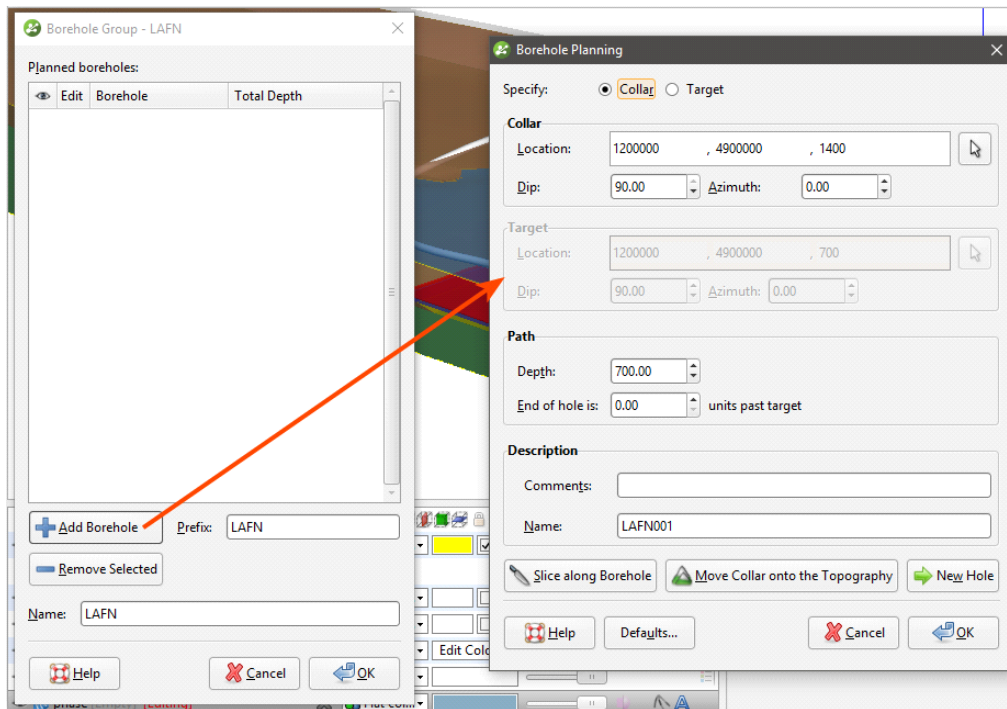 Borehole Group - LAFN
Planned boreholes:
Edit Borehole Total Depth
Add Borehole Prefix: LAFN
Remove Selected
Name: LAFN
Help Cancel OK
Borehole Planning
Specify: Collar Target
Collar
Location: 1200000 , 4900000 , 1400
Dip: 90.00 Azimuth: 0.00
Target
Location: 1200000 , 4900000 , 700
Dip: 90.00 Azimuth: 0.00
Path
Depth: 700.00
End of hole is: 0.00 units past target
Description
Comments:
Name: LAFN001
Slice along Borehole Move Collar onto the Topography New Hole
Help Defaults... Cancel OK
Edit Colo